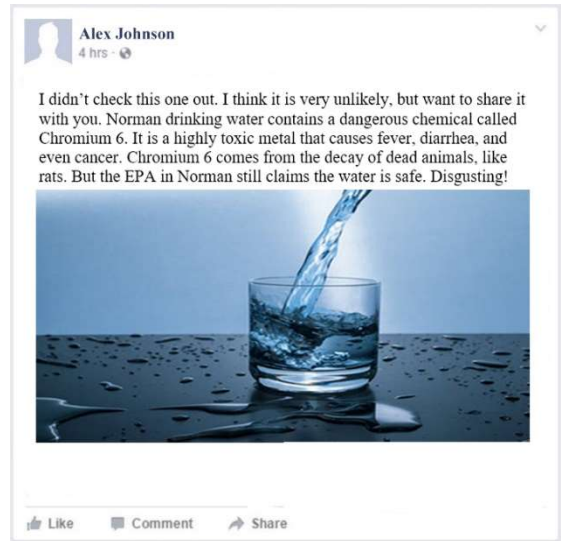 Alex Johnson
4 hrs ·
I didn't check this one out. I think it is very unlikely, but want to share it
with you. Norman drinking water contains a dangerous chemical called
Chromium 6. It is a highly toxic metal that causes fever, diarrhea, and
even cancer. Chromium 6 comes from the decay of dead animals, like
rats. But the EPA in Norman still claims the water is safe. Disgusting!
Like Comment Share